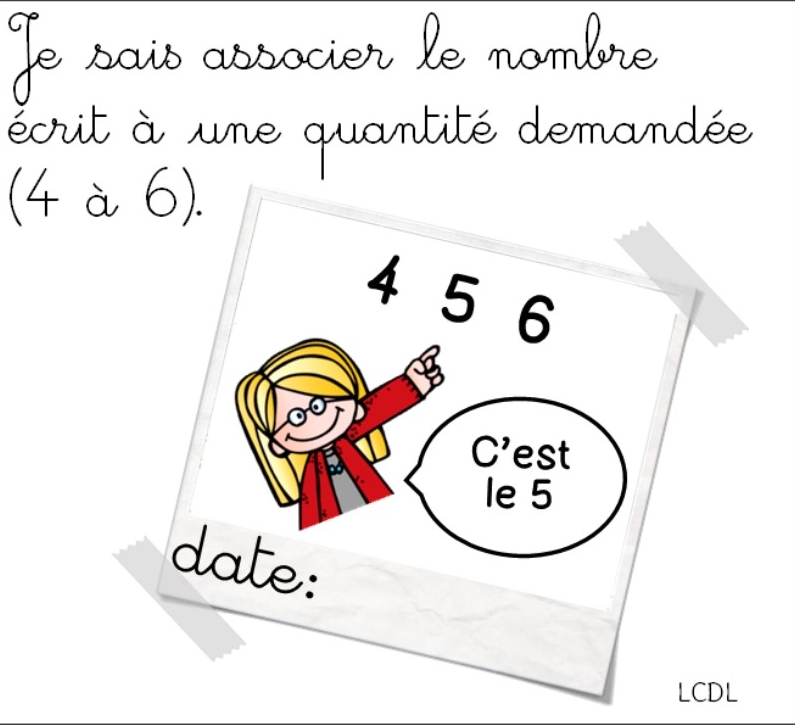 Je sais associer le nombre
écrit à une quantité demandée
(4 à 6).
4 5 6
C'est
le 5
date:
LCDL